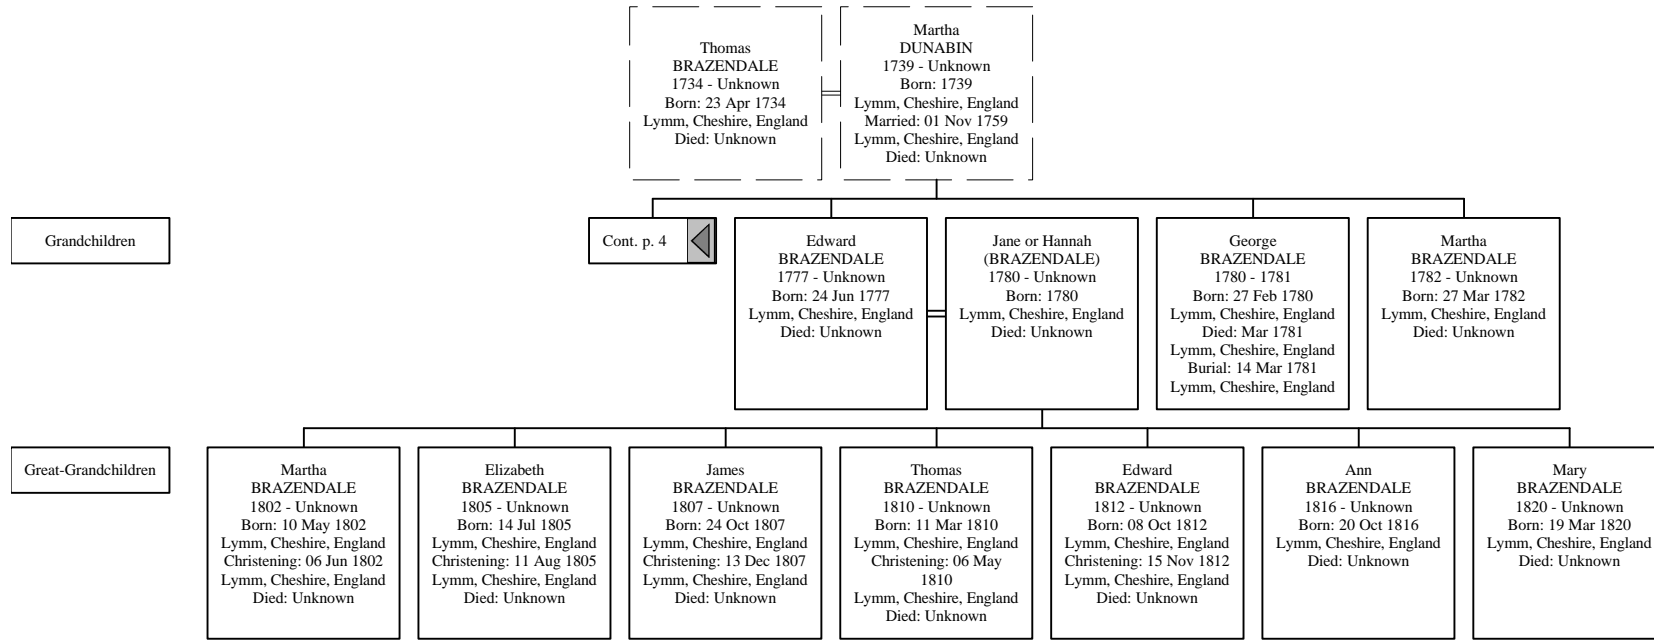 Thomas
BRAZENDALE
1734 - Unknown
Born: 23 Apr 1734
Lymm, Cheshire, England
Died: Unknown
Martha
DUNABIN
1739 - Unknown
Born: 1739
Lymm, Cheshire, England
Married: 01 Nov 1759
Lymm, Cheshire, England
Died: Unknown
Grandchildren
Cont. p. 4
Edward
BRAZENDALE
1777 - Unknown
Born: 24 Jun 1777
Lymm, Cheshire, England
Died: Unknown
Jane or Hannah
(BRAZENDALE)
1780 - Unknown
Born: 1780
Lymm, Cheshire, England
Died: Unknown
George
BRAZENDALE
1780 - 1781
Born: 27 Feb 1780
Lymm, Cheshire, England
Died: Mar 1781
Lymm, Cheshire, England
Burial: 14 Mar 1781
Lymm, Cheshire, England
Martha
BRAZENDALE
1782 - Unknown
Born: 27 Mar 1782
Lymm, Cheshire, England
Died: Unknown
Great-Grandchildren
Martha
BRAZENDALE
1802 - Unknown
Born: 10 May 1802
Lymm, Cheshire, England
Christening: 06 Jun 1802
Lymm, Cheshire, England
Died: Unknown
Elizabeth
BRAZENDALE
1805 - Unknown
Born: 14 Jul 1805
Lymm, Cheshire, England
Christening: 11 Aug 1805
Lymm, Cheshire, England
Died: Unknown
James
BRAZENDALE
1807 - Unknown
Born: 24 Oct 1807
Lymm, Cheshire, England
Christening: 13 Dec 1807
Lymm, Cheshire, England
Died: Unknown
Thomas
BRAZENDALE
1810 - Unknown
Born: 11 Mar 1810
Lymm, Cheshire, England
Christening: 06 May
1810
Lymm, Cheshire, England
Died: Unknown
Edward
BRAZENDALE
1812 - Unknown
Born: 08 Oct 1812
Lymm, Cheshire, England
Christening: 15 Nov 1812
Lymm, Cheshire, England
Died: Unknown
Ann
BRAZENDALE
1816 - Unknown
Born: 20 Oct 1816
Lymm, Cheshire, England
Died: Unknown
Mary
BRAZENDALE
1820 - Unknown
Born: 19 Mar 1820
Lymm, Cheshire, England
Died: Unknown